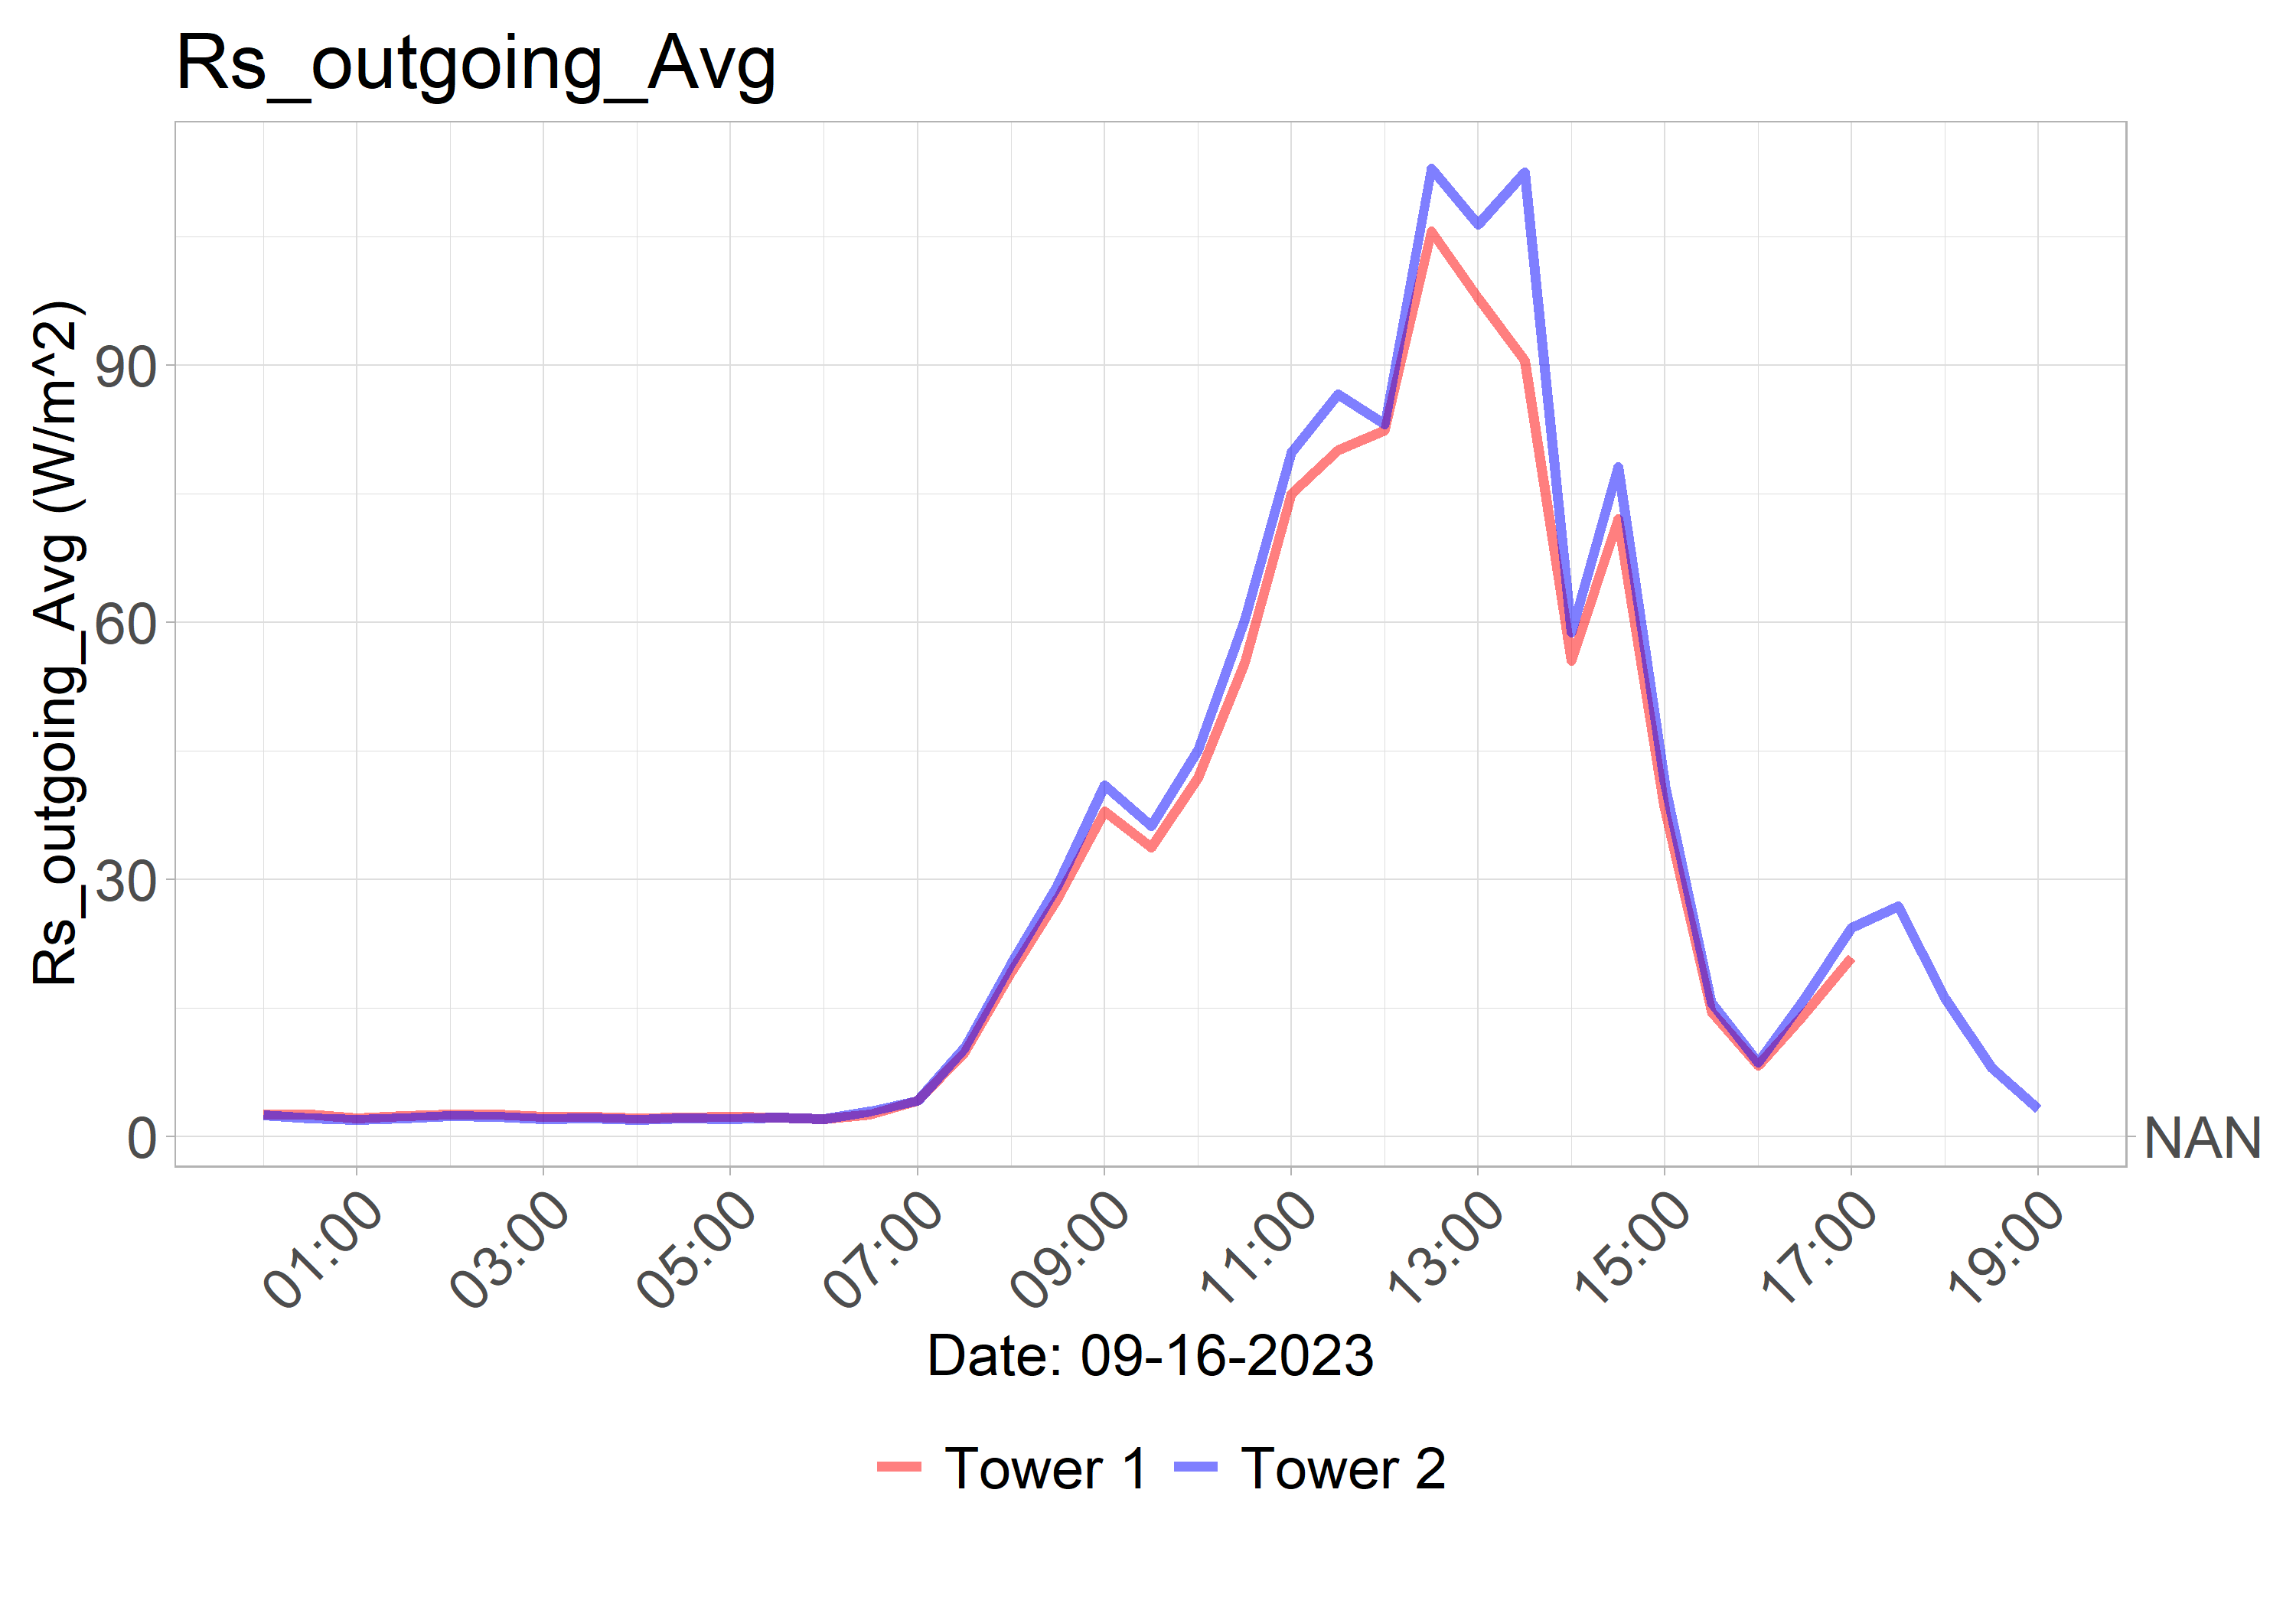 Rs_outgoing_Avg
Rs_outgoing_Avg (W/m^2)
90
60
30
0
NAN
01:00
03:00
05:00
07:00
09:00
11:00
13:00
15:00
17:00
19:00
Date: 09-16-2023
Tower 1
Tower 2